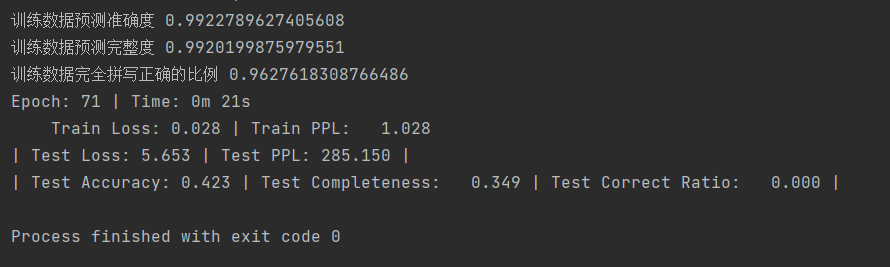 训练数据预测准确度 0.9922789627405608
训练数据预测完整度 0.9920199875979551
训练数据完全拼写正确的比例 0.9627618308766486
Epoch: 71 | Time: 0m 21s
    Train Loss: 0.028 | Train PPL:   1.028
| Test Loss: 5.653 | Test PPL: 285.150 |
| Test Accuracy: 0.423 | Test Completeness:   0.349 | Test Correct Ratio:   0.000 |
Process finished with exit code 0